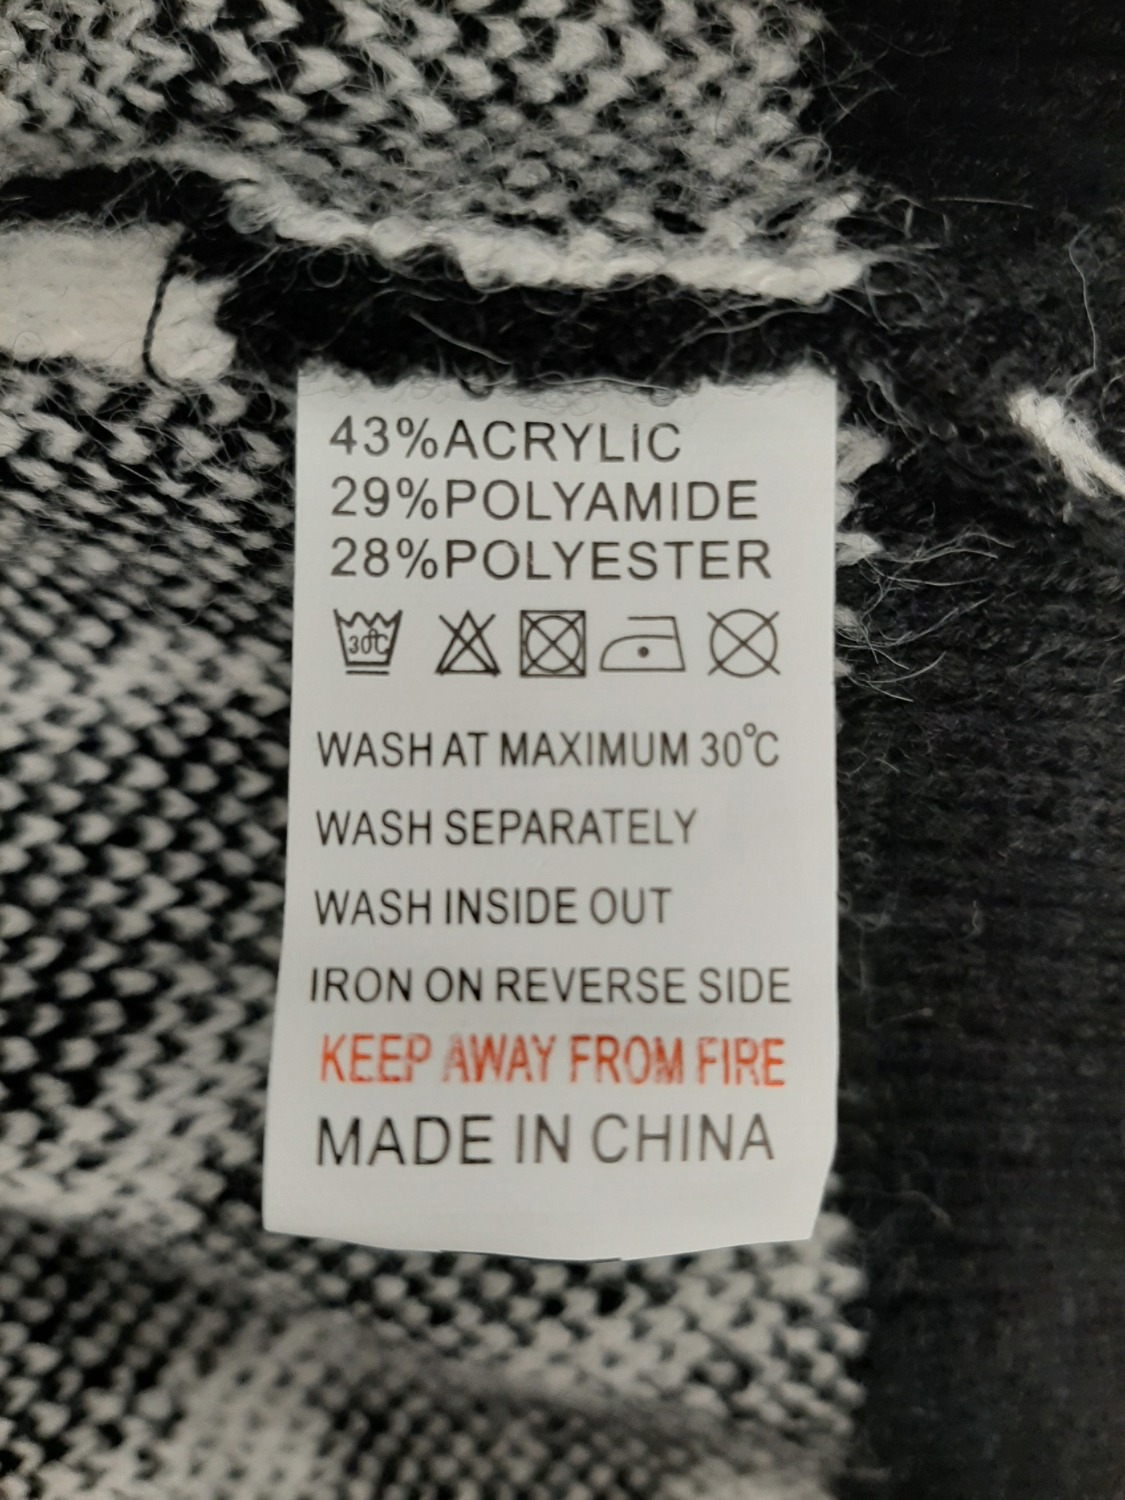 43%ACRYLIC
29%POLYAMIDE
28%POLYESTER
30℃
WASH AT MAXIMUM 30℃
WASH SEPARATELY
WASH INSIDE OUT
IRON ON REVERSE SIDE
KEEP AWAY FROM FIRE
MADE IN CHINA